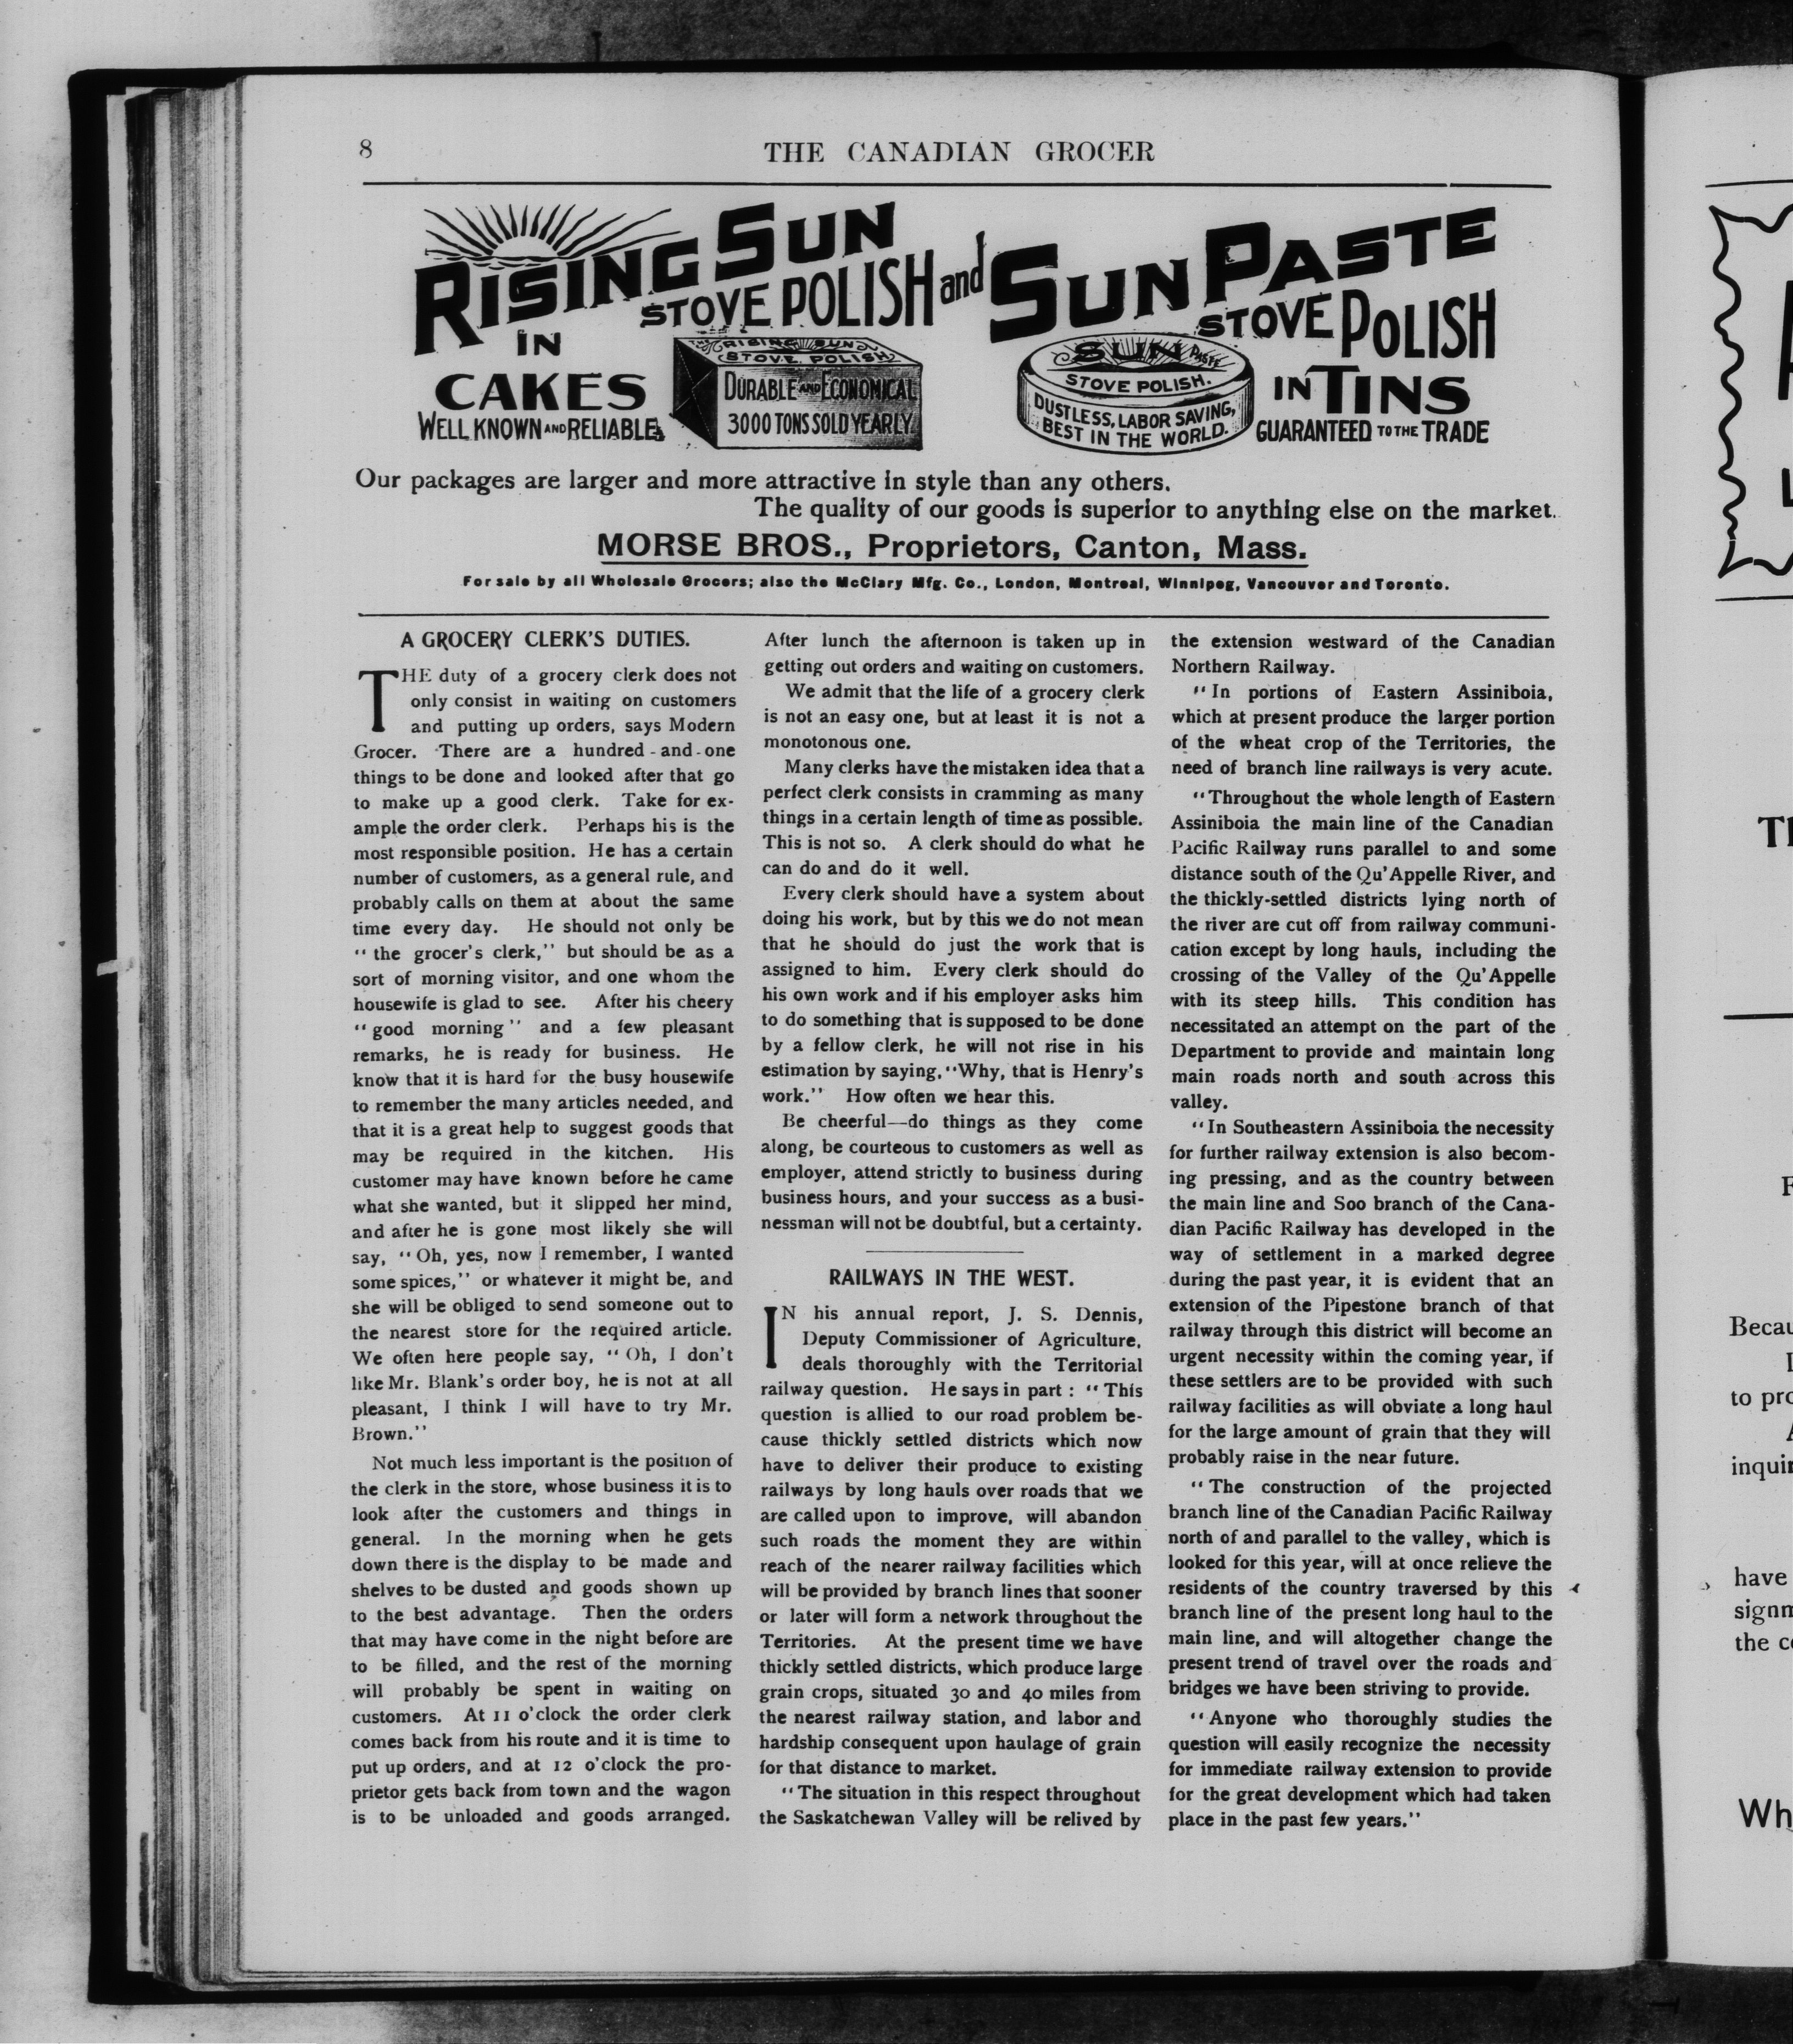 8
THE CANADIAN GROCER
RISING SUN
STOVE POLISH and SUN PASTE
STOVE POLISH
IN
CAKES
WELL KNOWN AND RELIABLE
RISING SUN
STOVE POLISH
DURABLE AND ECONOMICAL
3000 TONS SOLD YEARLY.
SUN PASTE
STOVE POLISH.
DUSTLESS, LABOR SAVING,
BEST IN THE WORLD.
IN TINS
GUARANTEED TO THE TRADE
Our packages are larger and more attractive in style than any others.
The quality of our goods is superior to anything else on the market.
MORSE BROS., Proprietors, Canton, Mass.
For sale by all Wholesale Grocers; also the McClary Mfg. Co., London, Montreal, Winnipeg, Vancouver and Toronto.
A GROCERY CLERK'S DUTIES.
THE duty of a grocery clerk does not
only consist in waiting on customers
and putting up orders, says Modern
Grocer. There are a hundred-and-one
things to be done and looked after that go
to make up a good clerk. Take for ex-
ample the order clerk. Perhaps his is the
most responsible position. He has a certain
number of customers, as a general rule, and
probably calls on them at about the same
time every day. He should not only be
"the grocer's clerk," but should be as a
sort of morning visitor, and one whom the
housewife is glad to see. After his cheery
"good morning" and a few pleasant
remarks, he is ready for business. He
know that it is hard for the busy housewife
to remember the many articles needed, and
that it is a great help to suggest goods that
may be required in the kitchen. His
customer may have known before he came
what she wanted, but it slipped her mind,
and after he is gone most likely she will
say, "Oh, yes, now I remember, I wanted
some spices," or whatever it might be, and
she will be obliged to send someone out to
the nearest store for the required article.
We often here people say, "Oh, I don't
like Mr. Blank's order boy, he is not at all
pleasant, I think I will have to try Mr.
Brown."
Not much less important is the position of
the clerk in the store, whose business it is to
look after the customers and things in
general. In the morning when he gets
down there is the display to be made and
shelves to be dusted and goods shown up
to the best advantage. Then the orders
that may have come in the night before are
to be filled, and the rest of the morning
will probably be spent in waiting on
customers. At 11 o'clock the order clerk
comes back from his route and it is time to
put up orders, and at 12 o'clock the pro-
prietor gets back from town and the wagon
is to be unloaded and goods arranged.
After lunch the afternoon is taken up in
getting out orders and waiting on customers.
We admit that the life of a grocery clerk
is not an easy one, but at least it is not a
monotonous one.
Many clerks have the mistaken idea that a
perfect clerk consists in cramming as many
things in a certain length of time as possible.
This is not so. A clerk should do what he
can do and do it well.
Every clerk should have a system about
doing his work, but by this we do not mean
that he should do just the work that is
assigned to him. Every clerk should do
his own work and if his employer asks him
to do something that is supposed to be done
by a fellow clerk, he will not rise in his
estimation by saying, "Why, that is Henry's
work." How often we hear this.
Be cheerful—do things as they come
along, be courteous to customers as well as
employer, attend strictly to business during
business hours, and your success as a busi-
nessman will not be doubtful, but a certainty.
RAILWAYS IN THE WEST.
IN his annual report, J. S. Dennis,
Deputy Commissioner of Agriculture,
deals thoroughly with the Territorial
railway question. He says in part: "This
question is allied to our road problem be-
cause thickly settled districts which now
have to deliver their produce to existing
railways by long hauls over roads that we
are called upon to improve, will abandon
such roads the moment they are within
reach of the nearer railway facilities which
will be provided by branch lines that sooner
or later will form a network throughout the
Territories. At the present time we have
thickly settled districts, which produce large
grain crops, situated 30 and 40 miles from
the nearest railway station, and labor and
hardship consequent upon haulage of grain
for that distance to market.
"The situation in this respect throughout
the Saskatchewan Valley will be relived by
the extension westward of the Canadian
Northern Railway.
"In portions of Eastern Assiniboia,
which at present produce the larger portion
of the wheat crop of the Territories, the
need of branch line railways is very acute.
"Throughout the whole length of Eastern
Assiniboia the main line of the Canadian
Pacific Railway runs parallel to and some
distance south of the Qu'Appelle River, and
the thickly-settled districts lying north of
the river are cut off from railway communi-
cation except by long hauls, including the
crossing of the Valley of the Qu'Appelle
with its steep hills. This condition has
necessitated an attempt on the part of the
Department to provide and maintain long
main roads north and south across this
valley.
"In Southeastern Assiniboia the necessity
for further railway extension is also becom-
ing pressing, and as the country between
the main line and Soo branch of the Cana-
dian Pacific Railway has developed in the
way of settlement in a marked degree
during the past year, it is evident that an
extension of the Pipestone branch of that
railway through this district will become an
urgent necessity within the coming year, if
these settlers are to be provided with such
railway facilities as will obviate a long haul
for the large amount of grain that they will
probably raise in the near future.
"The construction of the projected
branch line of the Canadian Pacific Railway
north of and parallel to the valley, which is
looked for this year, will at once relieve the
residents of the country traversed by this
branch line of the present long haul to the
main line, and will altogether change the
present trend of travel over the roads and
bridges we have been striving to provide.
"Anyone who thoroughly studies the
question will easily recognize the necessity
for immediate railway extension to provide
for the great development which had taken
place in the past few years."
to
have